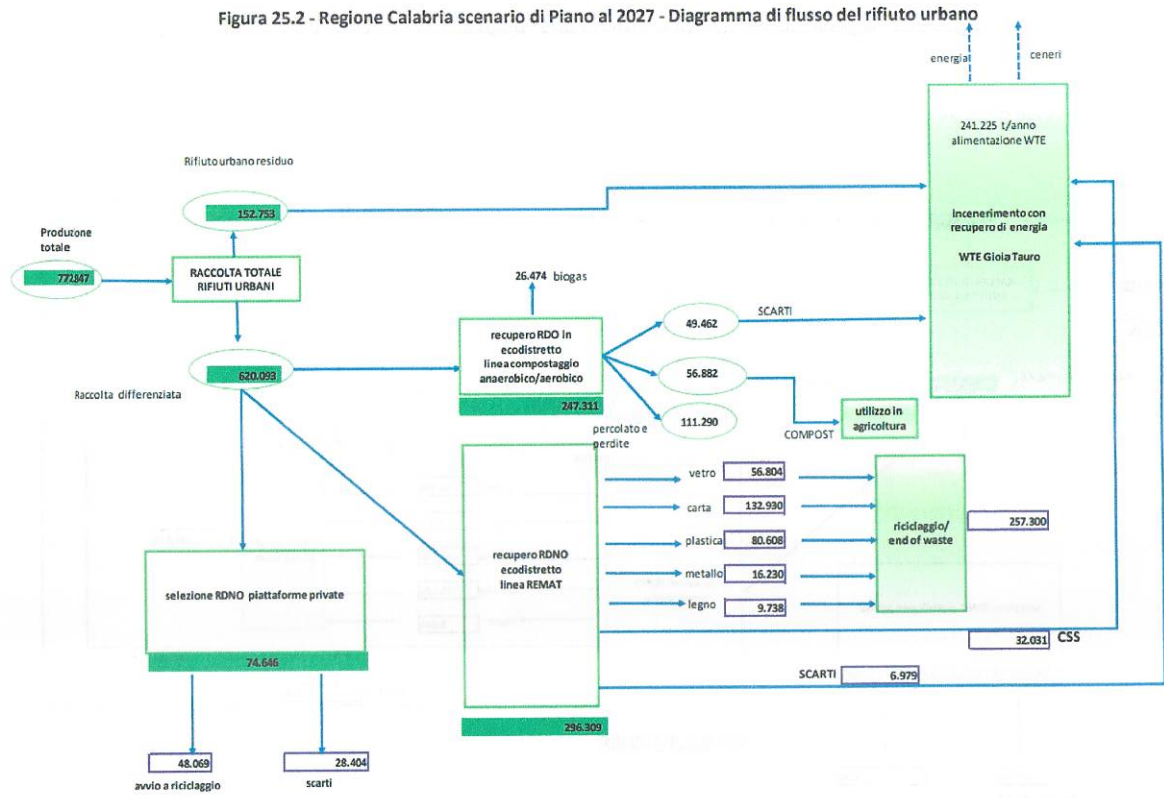 Figura 25.2 - Regione Calabria scenario di Piano al 2027 - Diagramma di flusso del rifiuto urbano
energia
ceneri
241.225 t/anno
alimentazione WTE
Incenerimento con
recupero di energia
WTE Gioia Tauro
Rifiuto urbano residuo
152.753
Produzone
totale
772847
RACCOLTA TOTALE
RIFIUTI URBANI
26.474 biogas
620.093
Raccolta differenziata
recupero RDO in
ecodistretto
linea compostaggio
anaerobico/aerobico
247.311
49.462
SCARTI
56.882
111.290
percolato e
perdite
COMPOST
utilizzo in
agricoltura
vetro 56.804
carta 132.930
plastica 80.608
metallo 16.230
legno 9.738
riciclaggio/
end of waste
257.300
recupero RDNO
ecodistretto
linea REMAT
296.309
32.031 CSS
SCARTI 6.979
selezione RDNO piattaforme private
74.646
48.069
avvio a riciclaggio
28.404
scarti